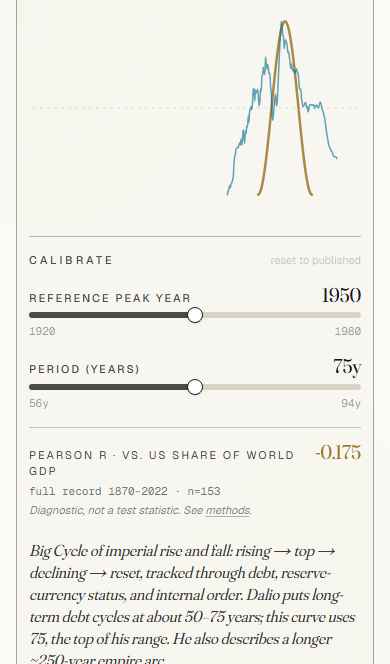 CALIBRATE reset to published
REFERENCE PEAK YEAR 1950
1920 1980
PERIOD (YEARS) 75y
56y 94y
PEARSON R · VS. US SHARE OF WORLD GDP -0.175
full record 1870-2022 · n=153
Diagnostic, not a test statistic. See methods.
Big Cycle of imperial rise and fall: rising → top →
declining → reset, tracked through debt, reserve-
currency status, and internal order. Dalio puts long-
term debt cycles at about 50–75 years; this curve uses
75, the top of his range. He also describes a longer
~250-year empire arc